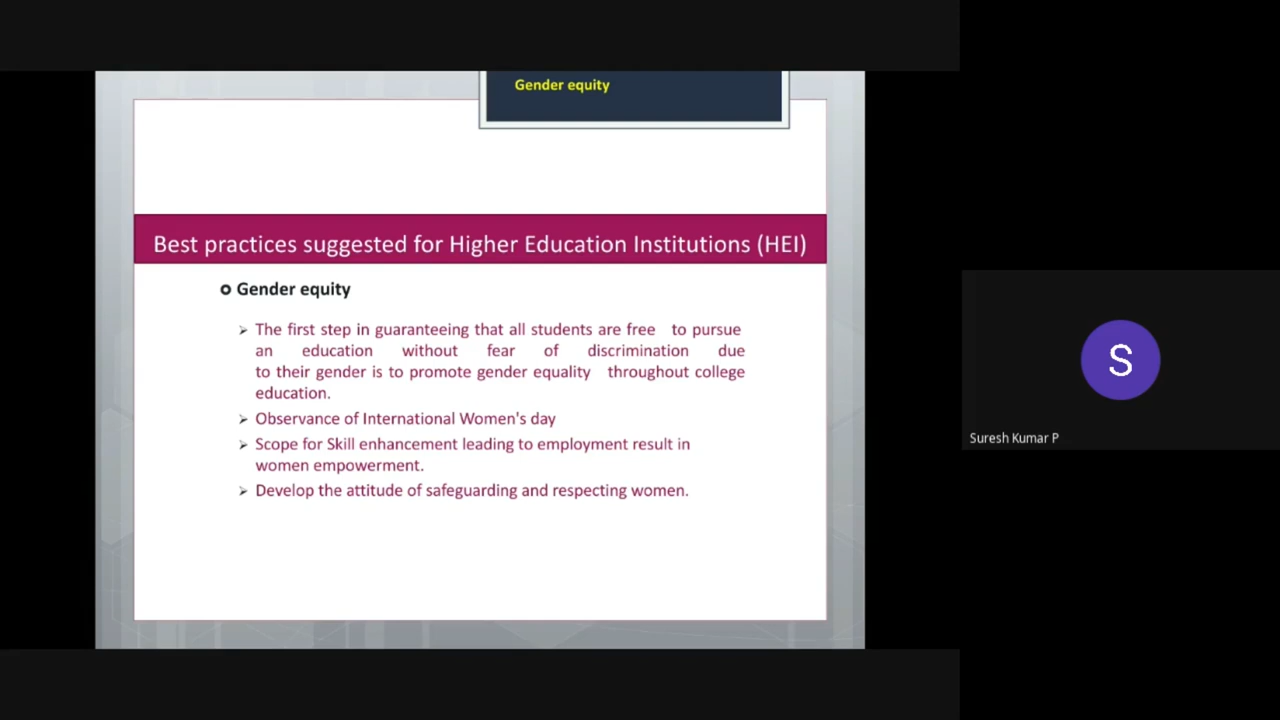 Gender equity
Best practices suggested for Higher Education Institutions (HEI)
Gender equity
The first step in guaranteeing that all students are free to pursue
an education without fear of discrimination due
to their gender is to promote gender equality throughout college
education.
Observance of International Women's day
Scope for Skill enhancement leading to employment result in
women empowerment.
Develop the attitude of safeguarding and respecting women.
S
Suresh Kumar P